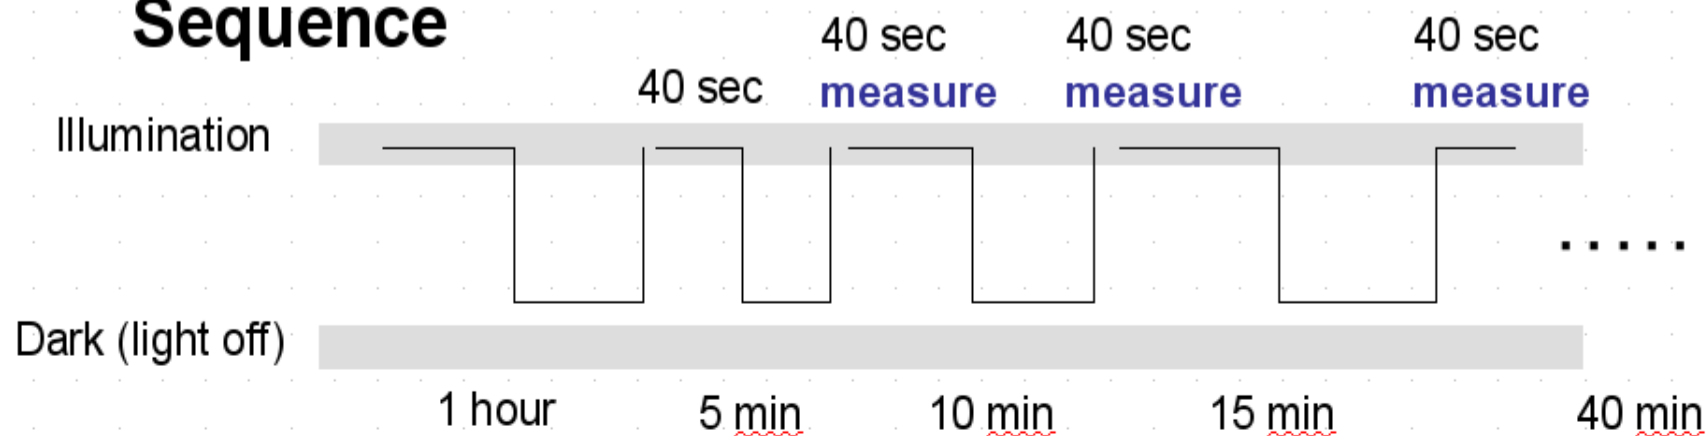 Sequence
40 sec
40 sec
measure
40 sec
measure
40 sec
measure
Illumination
.....
Dark (light off)
1 hour
5 min
10 min
15 min
40 min